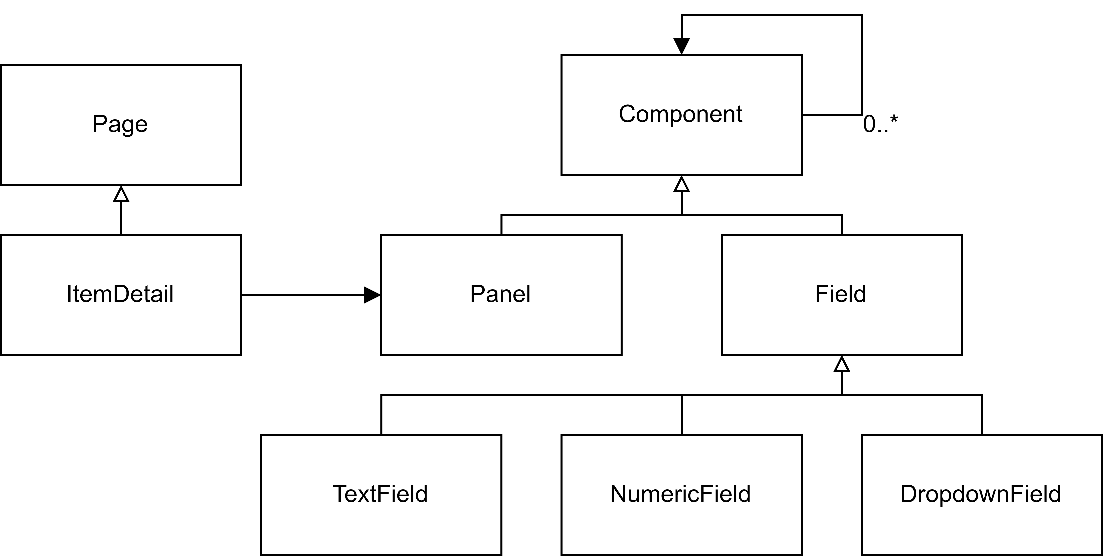 Page
Component
0..*
ItemDetail
Panel
Field
TextField
NumericField
DropdownField